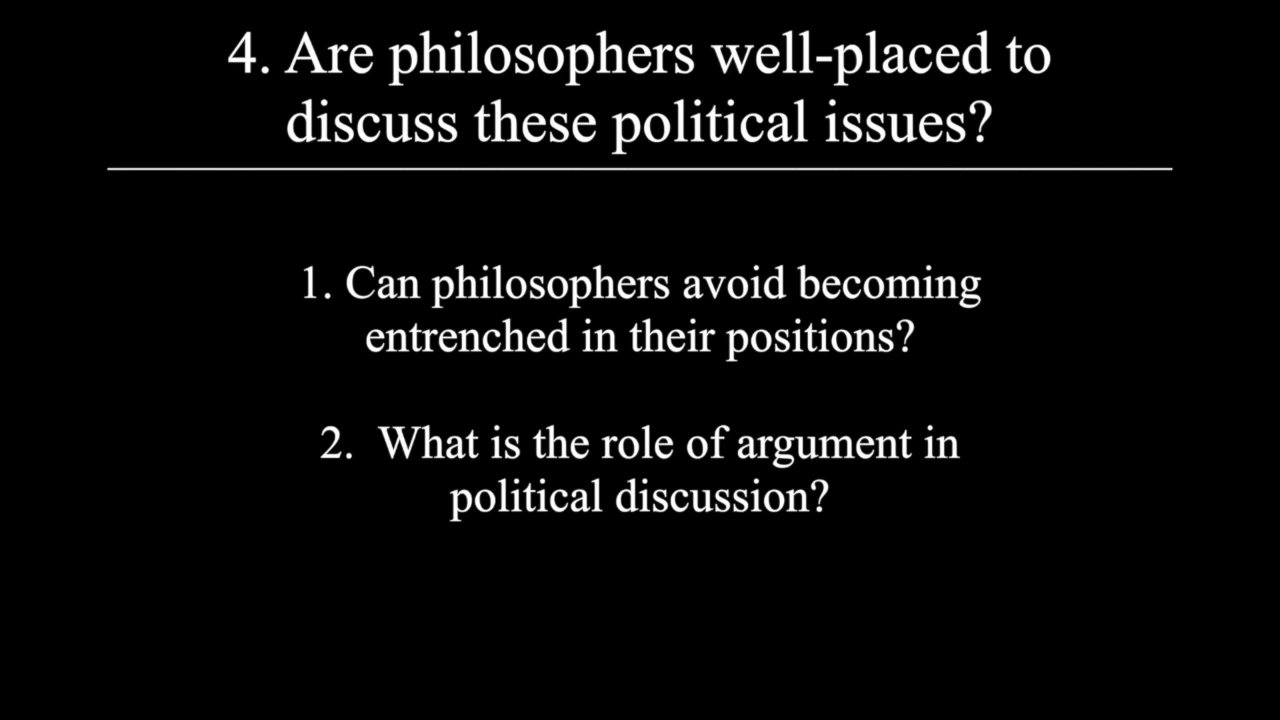 4. Are philosophers well-placed to
discuss these political issues?
1. Can philosophers avoid becoming
entrenched in their positions?
2. What is the role of argument in
political discussion?